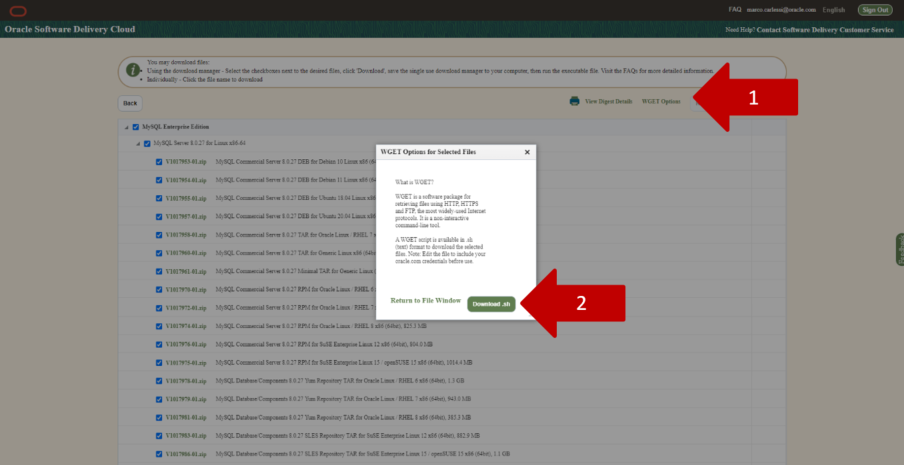 FAQ marco.carlessi@oracle.com English Sign Out
Oracle Software Delivery Cloud
Need Help? Contact Software Delivery Customer Service
You may download files:
Using the download manager - Select the checkboxes next to the desired files, click 'Download', save the single use download manager to your computer, then run the executable file. Visit the FAQs for more detailed information.
Individually - Click the file name to download
Back
View Digest Details WGET Options
1
MySQL Enterprise Edition
MySQL Server 8.0.27 for Linux x86-64
WGET Options for Selected Files ×
V1017953-01.zip MySQL Commercial Server 8.0.27 DEB for Debian 10 Linux x86
V1017954-01.zip MySQL Commercial Server 8.0.27 DEB for Debian 11 Linux x86
V1017955-01.zip MySQL Commercial Server 8.0.27 DEB for Ubuntu 18.04 Linux x86
V1017957-01.zip MySQL Commercial Server 8.0.27 DEB for Ubuntu 20.04 Linux x86
V1017958-01.zip MySQL Commercial Server 8.0.27 TAR for Oracle Linux / RHEL 7
V1017960-01.zip MySQL Commercial Server 8.0.27 TAR for Generic Linux x86
V1017961-01.zip MySQL Commercial Server 8.0.27 Minimal TAR for Generic Linux
V1017970-01.zip MySQL Commercial Server 8.0.27 RPM for Oracle Linux / RHEL 6
V1017972-01.zip MySQL Commercial Server 8.0.27 RPM for Oracle Linux / RHEL 7
What is WGET?
WGET is a software package for
retrieving files using HTTP, HTTPS
and FTP, the most widely-used Internet
protocols. It is a non-interactive
command-line tool.
A WGET script is available in .sh
(text) format to download the selected
files. Note: Edit the file to include your
oracle.com credentials before use.
Return to File Window Download .sh
2
V1017974-01.zip MySQL Commercial Server 8.0.27 RPM for Oracle Linux / RHEL 8 x86 (64bit), 825.3 MB
V1017976-01.zip MySQL Commercial Server 8.0.27 RPM for SuSE Enterprise Linux 12 x86 (64bit)
V1017975-01.zip MySQL Commercial Server 8.0.27 RPM for SuSE Enterprise Linux 15 / openSUSE 15 x86 (64bit), 1014.4 MB
V1017978-01.zip MySQL Database Components 8.0.27 Yum Repository TAR for Oracle Linux / RHEL 6 x86 (64bit), 1.3 GB
V1017979-01.zip MySQL Database Components 8.0.27 Yum Repository TAR for Oracle Linux / RHEL 7 x86 (64bit), 943.0 MB
V1017981-01.zip MySQL Database Components 8.0.27 Yum Repository TAR for Oracle Linux / RHEL 8 x86 (64bit)
V1017983-01.zip MySQL Database Components 8.0.27 SLES Repository TAR for SuSE Enterprise Linux 12 x86 (64bit), 882.9 MB
V1017984-01.zip MySQL Database Components 8.0.27 SLES Repository TAR for SuSE Enterprise Linux 15 / openSUSE 15 x86 (64bit), 1.1 GB